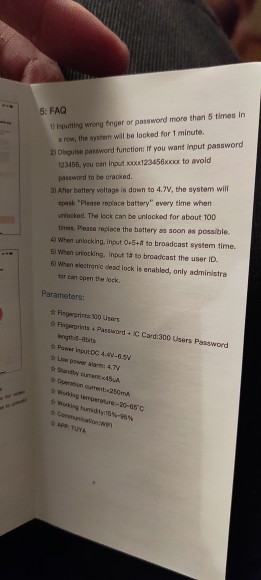 5: FAQ
1) Inputting wrong finger or password more than 5 times in
a row, the system will be locked for 1 minute.
2) Disguise password function: If you want input password
123456, you can input xxxx123456xxxx to avoid
password to be cracked.
3) After battery voltage is down to 4.7V, the system will
speak "Please replace battery" every time when
unlocked. The lock can be unlocked for about 100
times. Please replace the battery as soon as possible.
4) When unlocking, input 0+5+# to broadcast system time.
5) When unlocking, input 1# to broadcast the user ID.
6) When electronic dead lock is enabled, only administra
tor can open the lock.
Parameters:
☆ Fingerprints:100 Users
☆ Fingerprints + Password + IC Card:300 Users Password
length:6-8bits
☆ Power input:DC 4.4V-6.5V
☆ Low power alarm: 4.7V
☆ Standby current:<45uA
☆ Operation current:<250mA
☆ Working temperature:-20-65°C
☆ Working humidity:15%-95%
☆ Communication:WIFI
☆ APP: TUYA